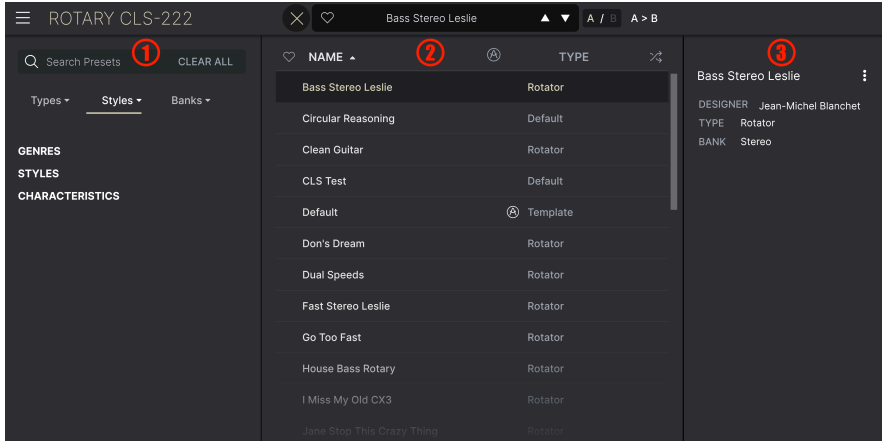 ROTARY CLS-222
Bass Stereo Leslie
A / B
A > B
1
Search Presets
CLEAR ALL
Types
Styles
Banks
GENRES
STYLES
CHARACTERISTICS
2
NAME
TYPE
Bass Stereo Leslie Rotator
Circular Reasoning Default
Clean Guitar Rotator
CLS Test Default
Default Template
Don's Dream Rotator
Dual Speeds Rotator
Fast Stereo Leslie Rotator
Go Too Fast Rotator
House Bass Rotary Rotator
I Miss My Old CX3 Rotator
Jane Stop This Crazy Thing Rotator
3
Bass Stereo Leslie
DESIGNER Jean-Michel Blanchet
TYPE Rotator
BANK Stereo